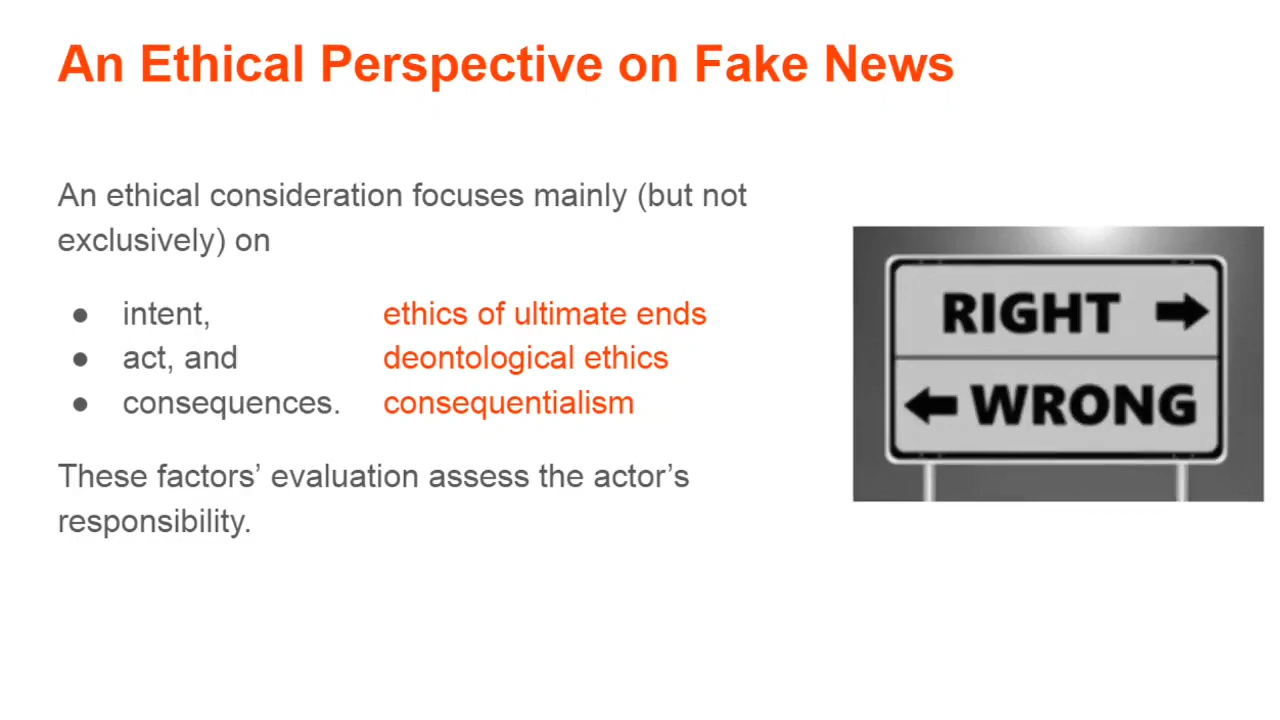 An Ethical Perspective on Fake News
An ethical consideration focuses mainly (but not
exclusively) on
● intent, ethics of ultimate ends
● act, and deontological ethics
● consequences. consequentialism
These factors’ evaluation assess the actor’s
responsibility.
RIGHT
WRONG